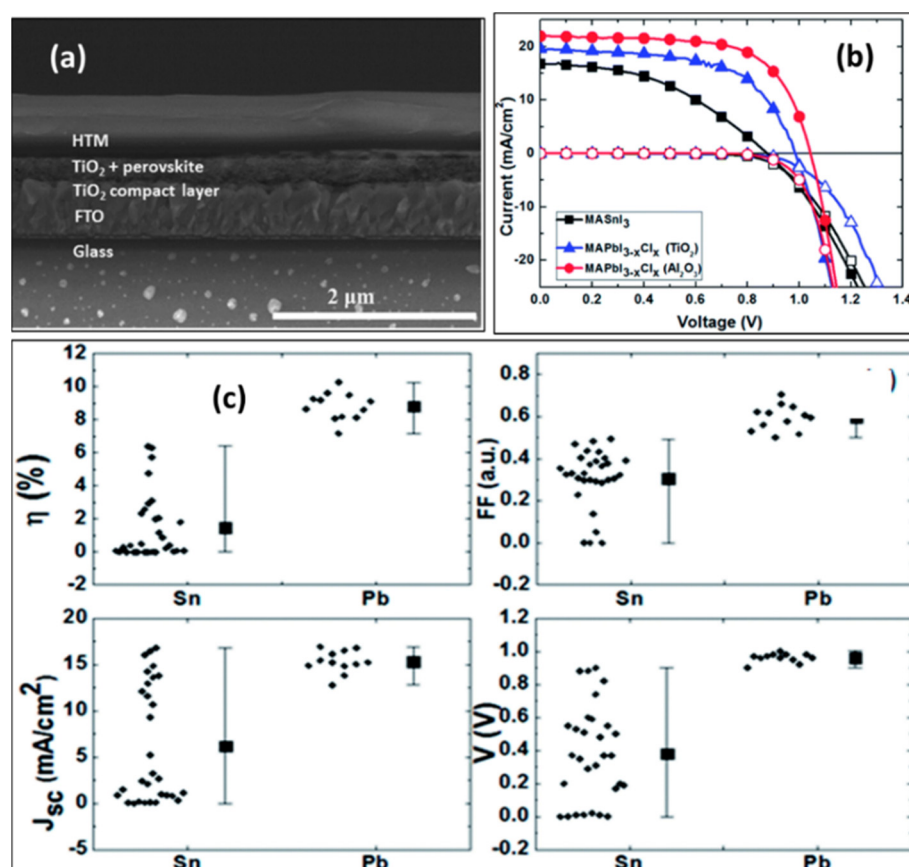 (a)
HTM
TiO₂ + perovskite
TiO₂ compact layer
FTO
Glass
2 μm
(b)
Current (mA/cm²)
20
10
0
-10
-20
MASnI₃
MAPbI₃₋ₓClₓ (TiO₂)
MAPbI₃₋ₓClₓ (Al₂O₃)
0.0 0.2 0.4 0.6 0.8 1.0 1.2 1.4
Voltage (V)
(c)
η (%)
12
10
8
6
4
2
0
-2
Sn Pb
FF (a.u.)
0.8
0.6
0.4
0.2
0.0
-0.2
Sn Pb
Jsc (mA/cm²)
20
15
10
5
0
-5
Sn Pb
V (V)
1.2
1.0
0.8
0.6
0.4
0.2
0.0
-0.2
Sn Pb